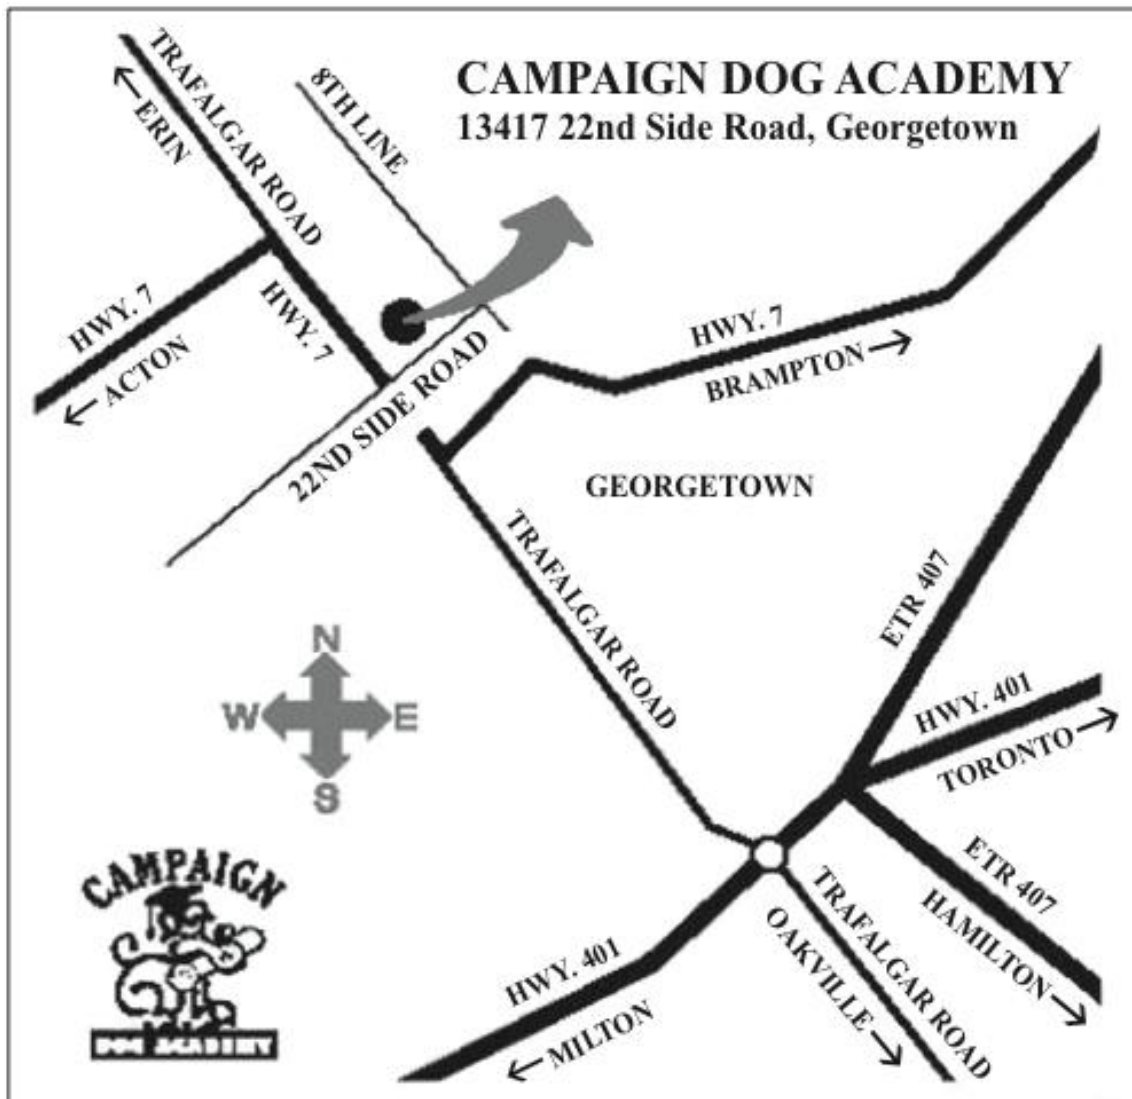 CAMPAIGN DOG ACADEMY
13417 22nd Side Road, Georgetown
TRAFALGAR ROAD
← ERIN
8TH LINE
HWY. 7
← ACTON
HWY. 7
22ND SIDE ROAD
HWY. 7
BRAMPTON →
GEORGETOWN
TRAFALGAR ROAD
ETR 407
HWY. 401
TORONTO →
N
W E
S
ETR 407
HAMILTON →
TRAFALGAR ROAD
OAKVILLE →
HWY. 401
← MILTON
CAMPAIGN
DOG ACADEMY